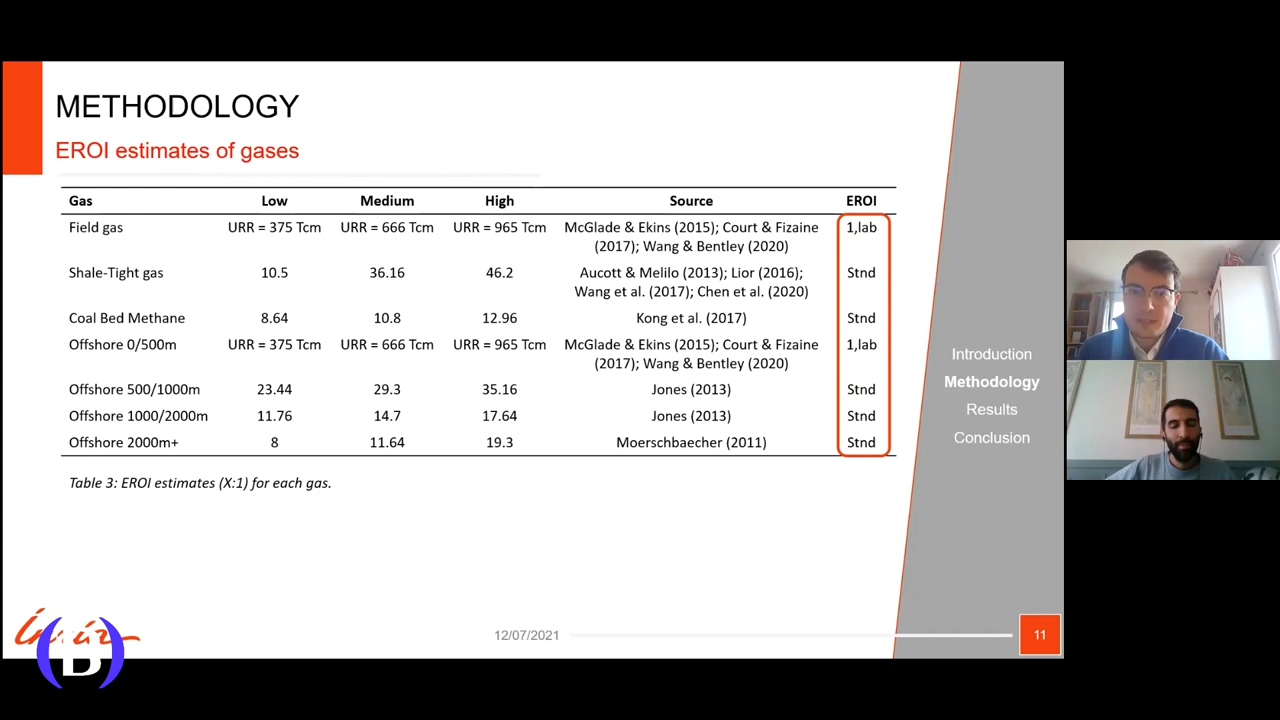 METHODOLOGY
EROI estimates of gases
Gas Low Medium High Source EROI
Field gas URR = 375 Tcm URR = 666 Tcm URR = 965 Tcm McGlade & Ekins (2015); Court & Fizaine 1,lab
(2017); Wang & Bentley (2020)
Shale-Tight gas 10.5 36.16 46.2 Aucott & Melilo (2013); Lior (2016); Stnd
Wang et al. (2017); Chen et al. (2020)
Coal Bed Methane 8.64 10.8 12.96 Kong et al. (2017) Stnd
Offshore 0/500m URR = 375 Tcm URR = 666 Tcm URR = 965 Tcm McGlade & Ekins (2015); Court & Fizaine 1,lab
(2017); Wang & Bentley (2020)
Offshore 500/1000m 23.44 29.3 35.16 Jones (2013) Stnd
Offshore 1000/2000m 11.76 14.7 17.64 Jones (2013) Stnd
Offshore 2000m+ 8 11.64 19.3 Moerschbaecher (2011) Stnd
Table 3: EROI estimates (X:1) for each gas.
Introduction
Methodology
Results
Conclusion
12/07/2021
11